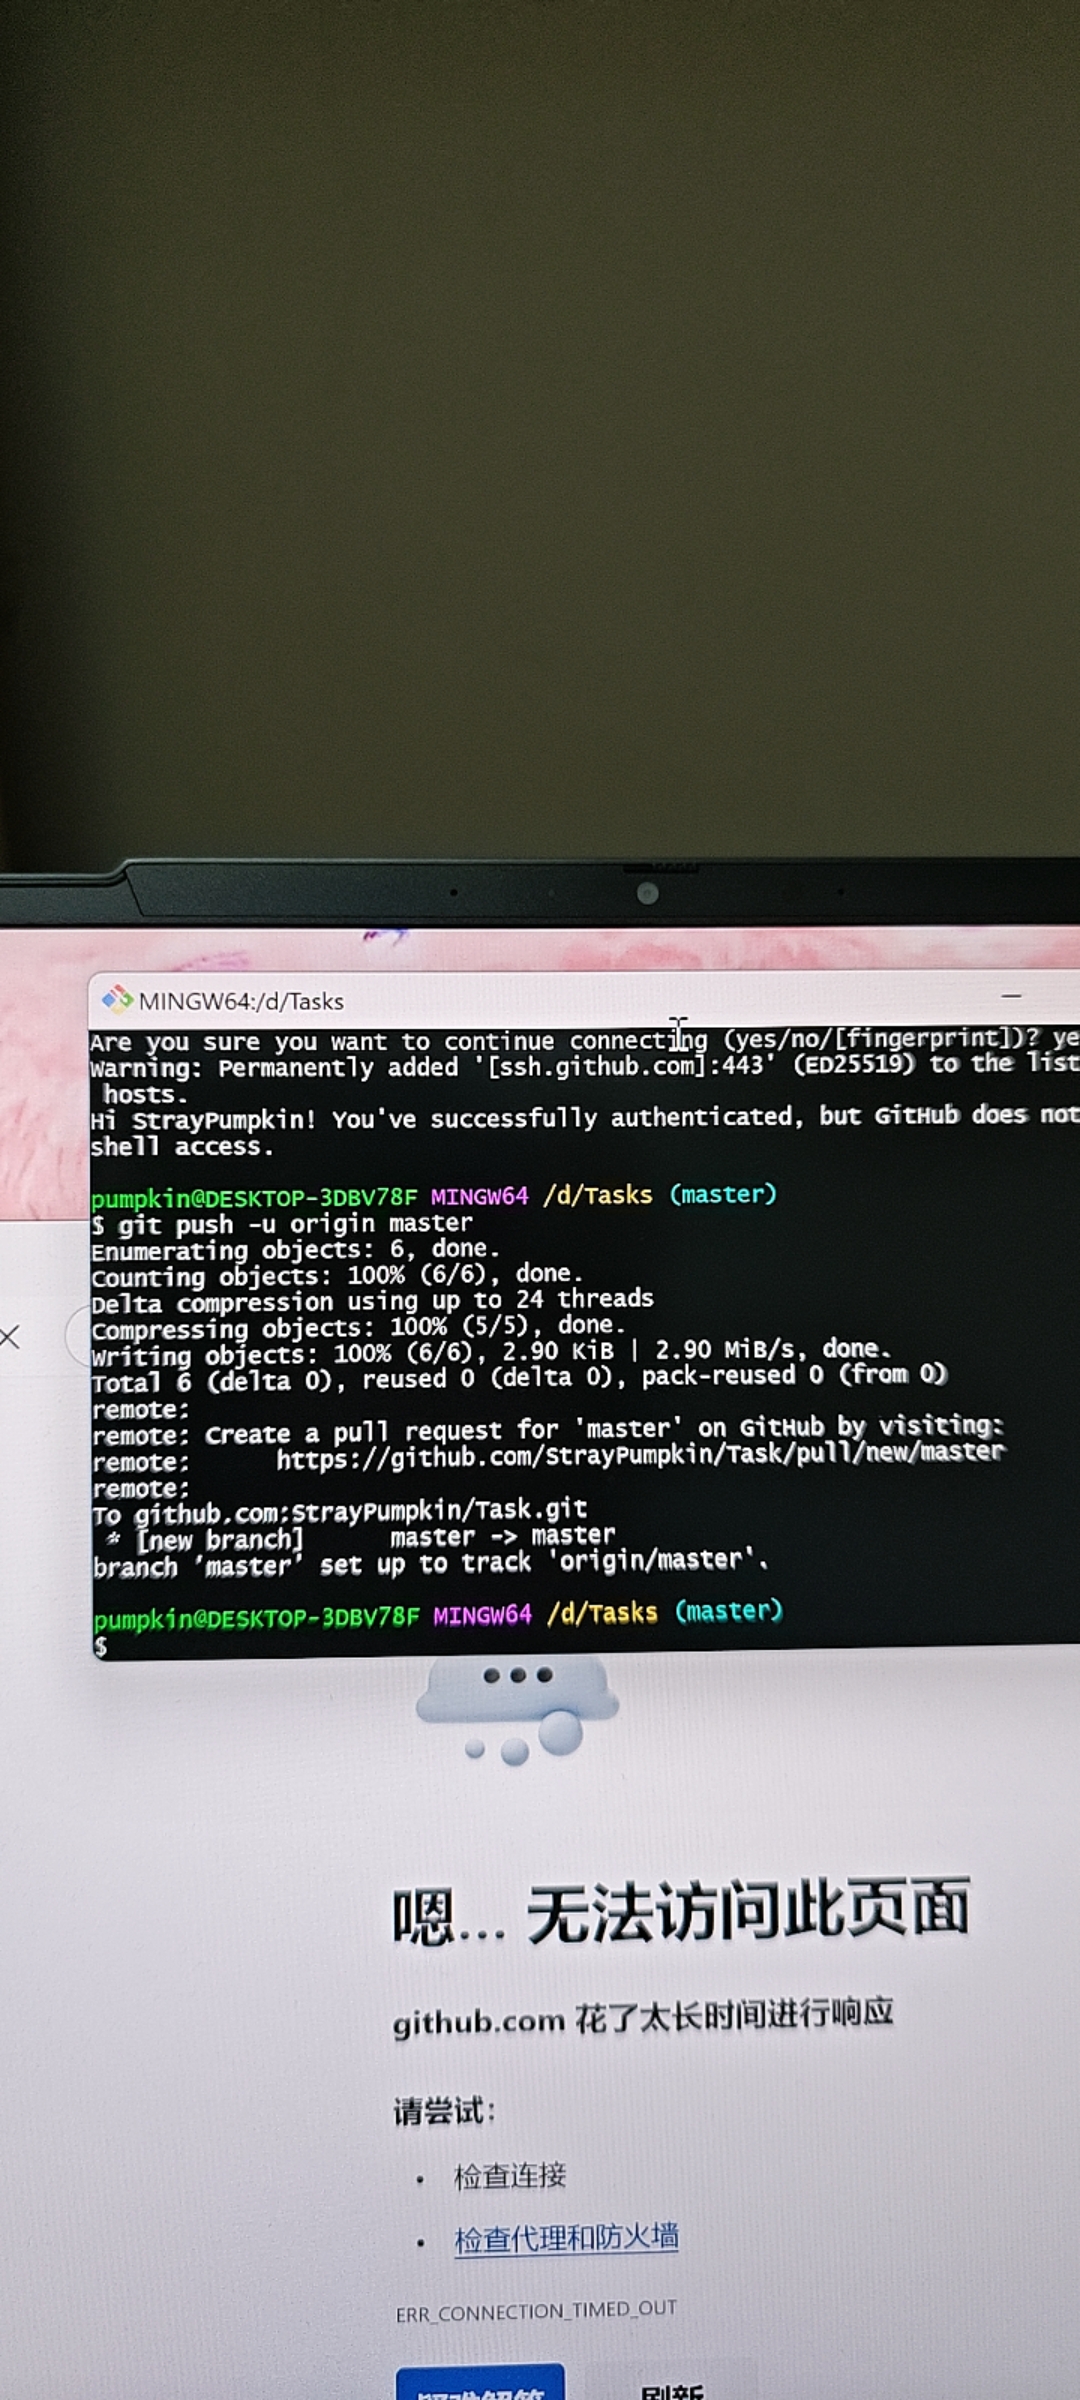 MINGW64:/d/Tasks
Are you sure you want to continue connecting (yes/no/[fingerprint])? ye
Warning: Permanently added '[ssh.github.com]:443' (ED25519) to the list
hosts.
Hi StrayPumpkin! You've successfully authenticated, but GitHub does not
shell access.
pumpkin@DESKTOP-3DBV78F MINGW64 /d/Tasks (master)
$ git push -u origin master
Enumerating objects: 6, done.
Counting objects: 100% (6/6), done.
Delta compression using up to 24 threads
Compressing objects: 100% (5/5), done.
Writing objects: 100% (6/6), 2.90 KiB | 2.90 MiB/s, done.
Total 6 (delta 0), reused 0 (delta 0), pack-reused 0 (from 0)
remote:
remote: Create a pull request for 'master' on GitHub by visiting:
remote:      https://github.com/StrayPumpkin/Task/pull/new/master
remote:
To github.com:StrayPumpkin/Task.git
* [new branch]      master -> master
branch 'master' set up to track 'origin/master'.
pumpkin@DESKTOP-3DBV78F MINGW64 /d/Tasks (master)
$
嗯... 无法访问此页面
github.com 花了太长时间进行响应
请尝试:
• 检查连接
• 检查代理和防火墙
ERR_CONNECTION_TIMED_OUT
刷新